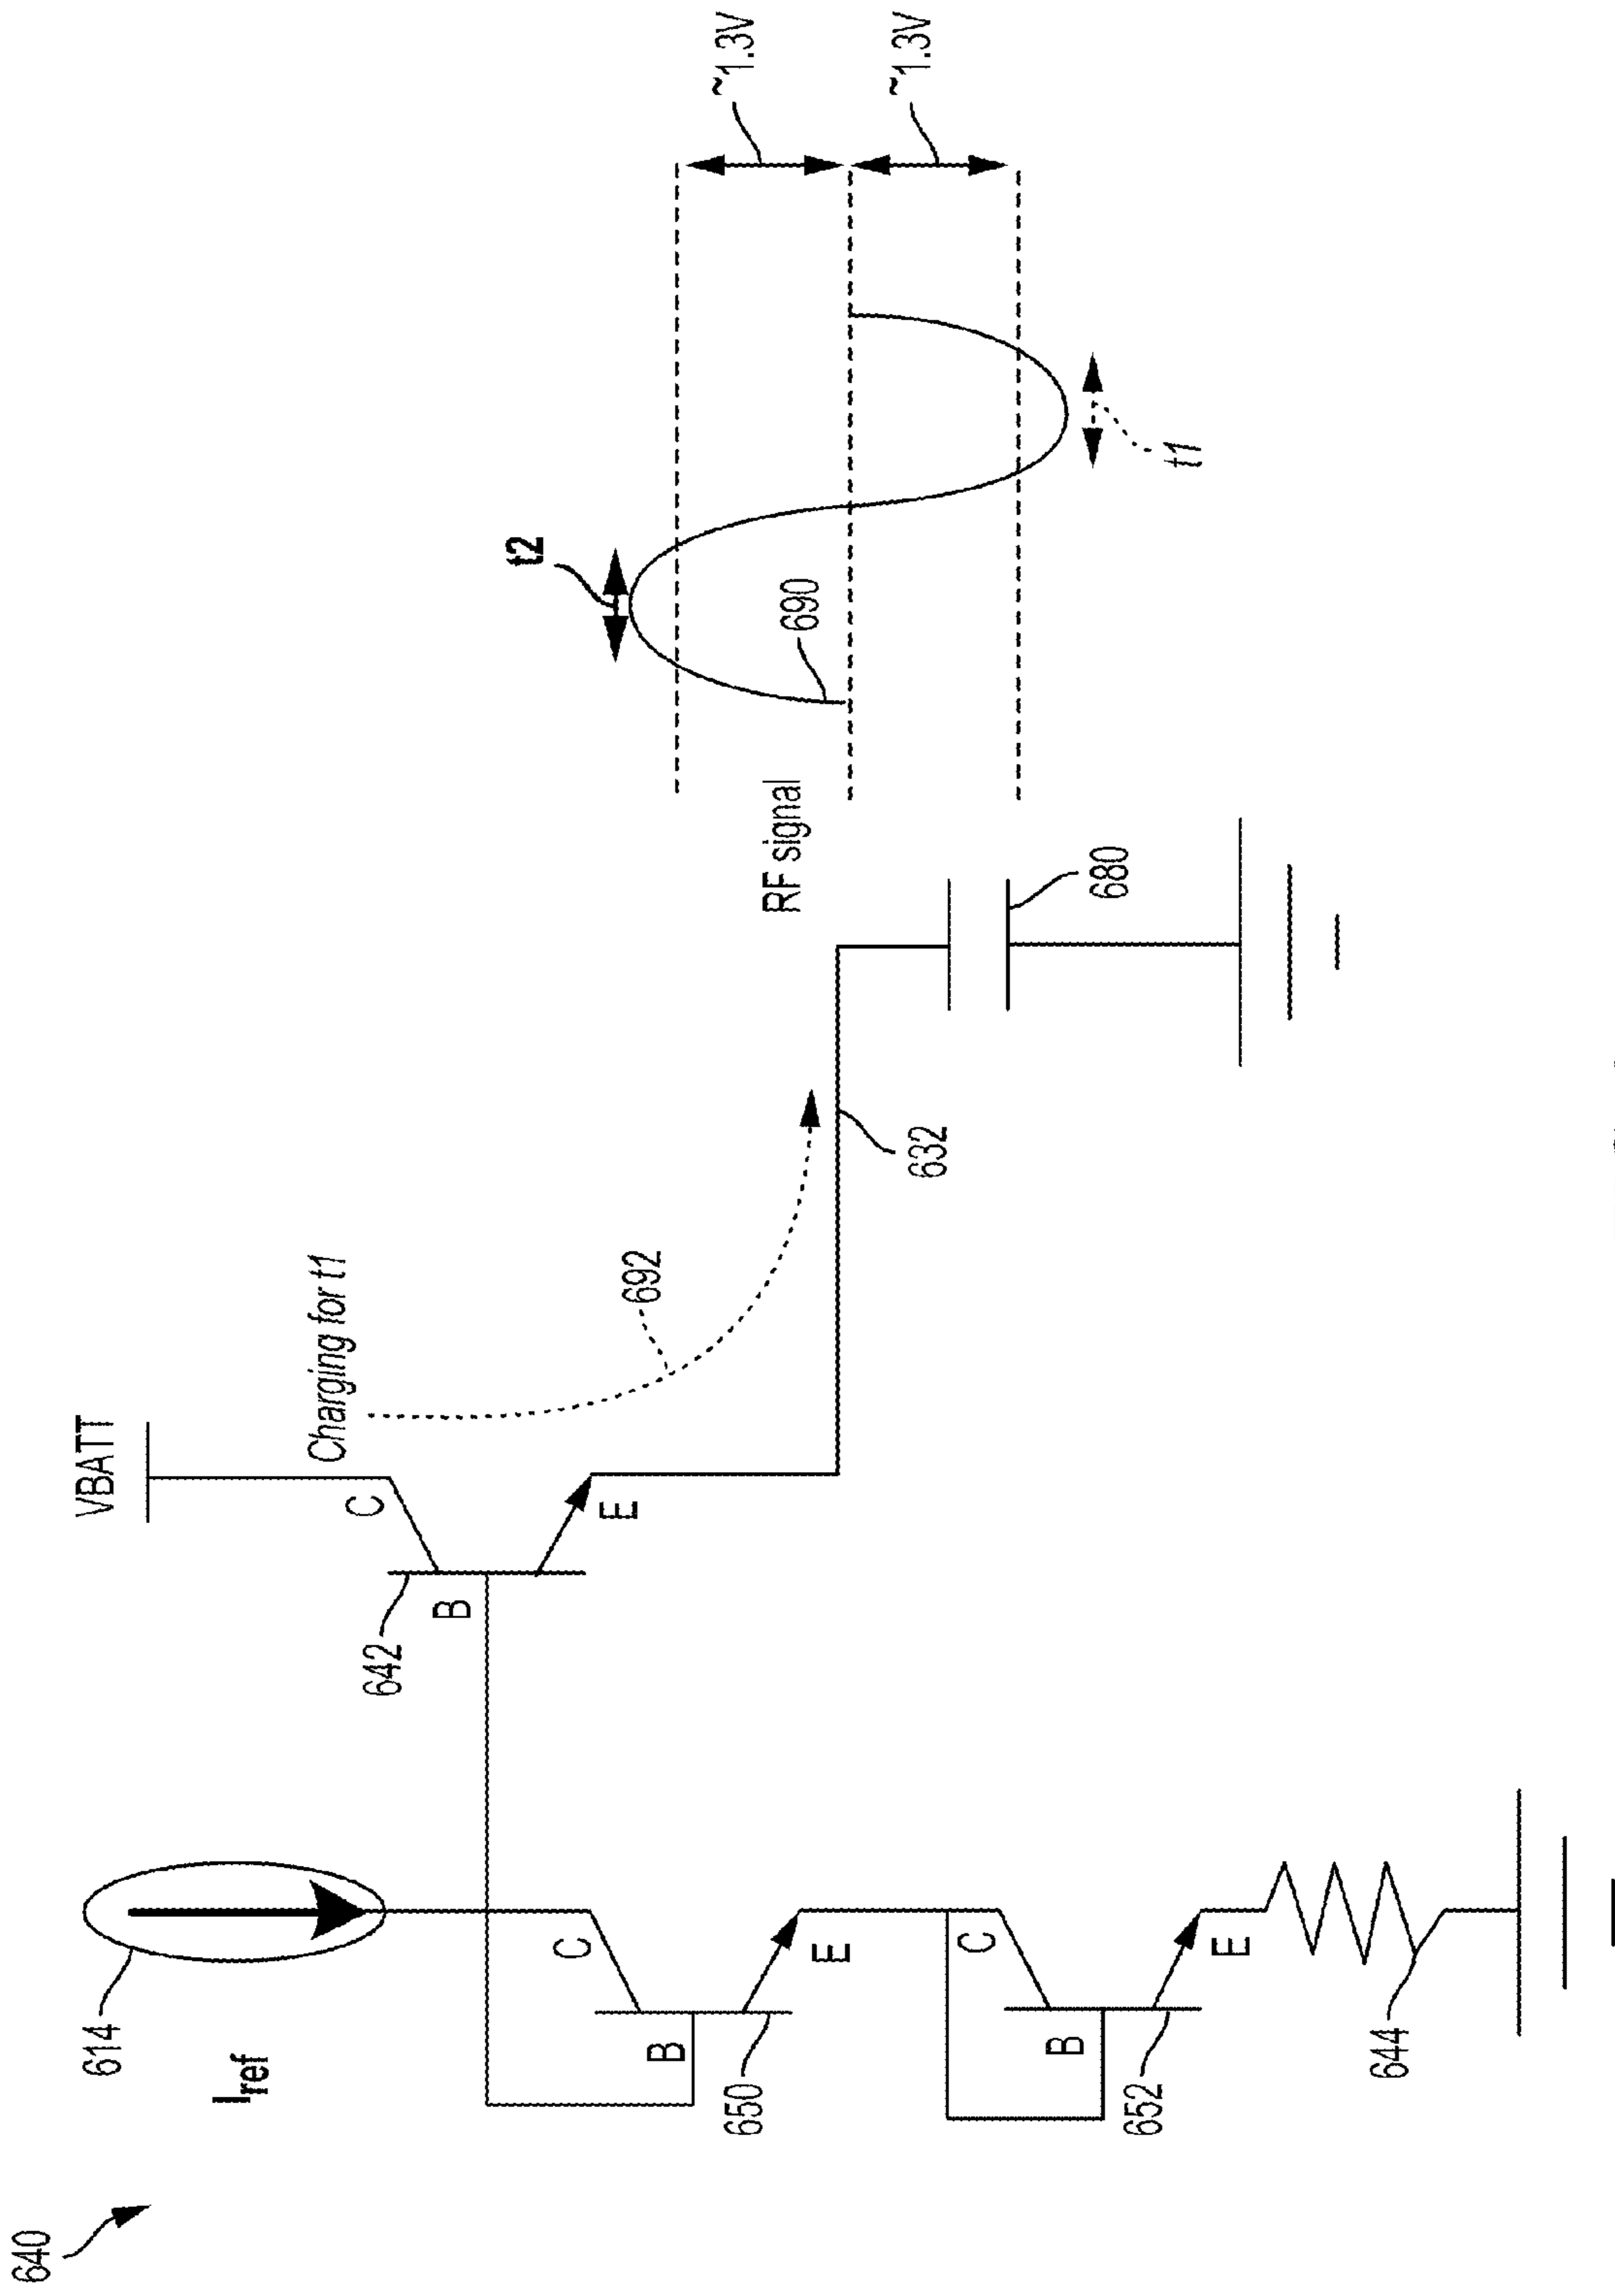 640
614
I ref
VBATT
Charging for t1
C
642
B
E
692
632
C
B
E
650
C
B
E
652
644
RF signal
680
690
t2
t1
~1.3V
~1.3V